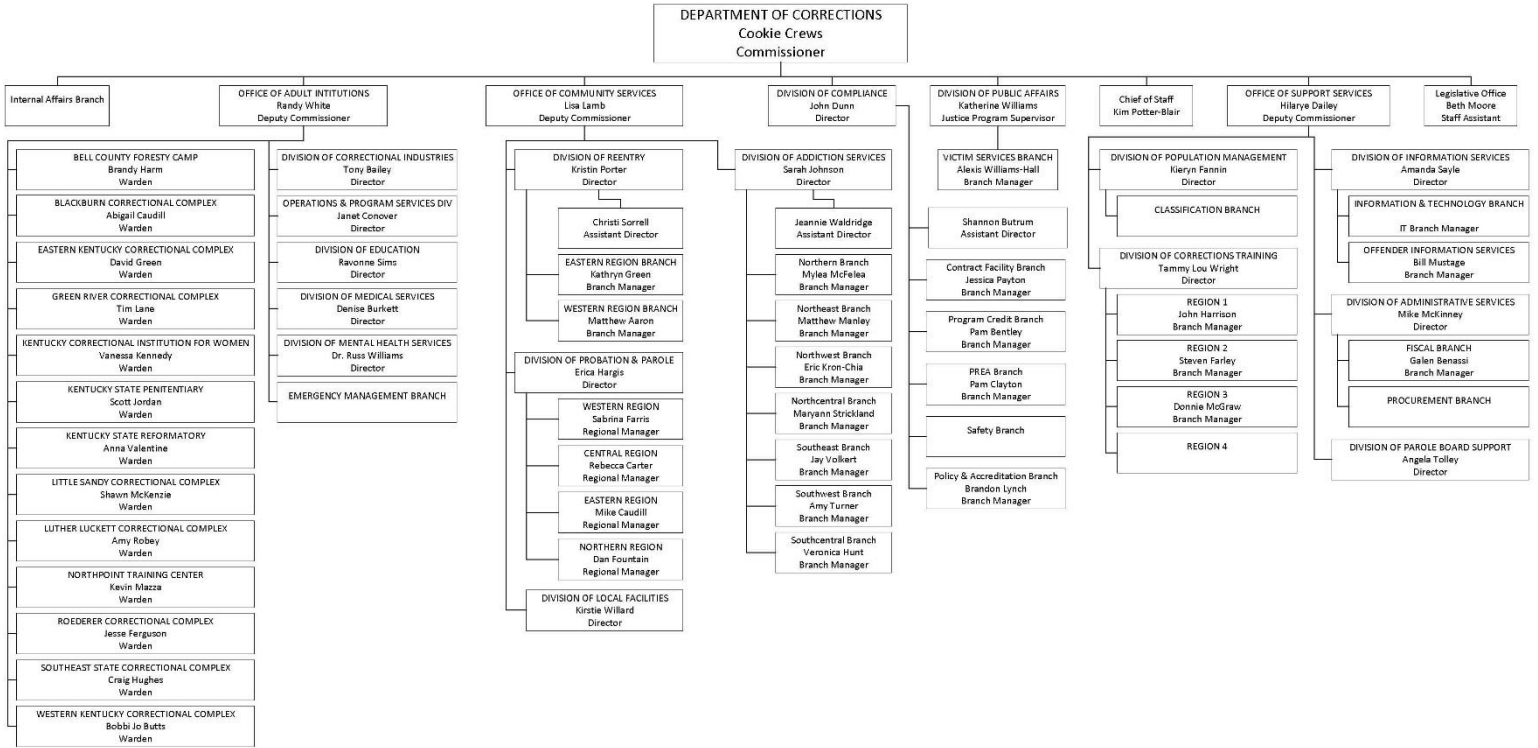 DEPARTMENT OF CORRECTIONS
Cookie Crews
Commissioner
Internal Affairs Branch
OFFICE OF ADULT INTITUTIONS
Randy White
Deputy Commissioner
OFFICE OF COMMUNITY SERVICES
Lisa Lamb
Deputy Commissioner
DIVISION OF COMPLIANCE
John Dunn
Director
DIVISION OF PUBLIC AFFAIRS
Katherine Williams
Justice Program Supervisor
Chief of Staff
Kim Potter-Blair
OFFICE OF SUPPORT SERVICES
Hilarye Dailey
Deputy Commissioner
Legislative Office
Beth Moore
Staff Assistant
BELL COUNTY FORESTY CAMP
Brandy Harm
Warden
BLACKBURN CORRECTIONAL COMPLEX
Abigail Caudill
Warden
EASTERN KENTUCKY CORRECTIONAL COMPLEX
David Green
Warden
GREEN RIVER CORRECTIONAL COMPLEX
Tim Lane
Warden
KENTUCKY CORRECTIONAL INSTITUTION FOR WOMEN
Vanessa Kennedy
Warden
KENTUCKY STATE PENITENTIARY
Scott Jordan
Warden
KENTUCKY STATE REFORMATORY
Anna Valentine
Warden
LITTLE SANDY CORRECTIONAL COMPLEX
Shawn McKenzie
Warden
LUTHER LUCKETT CORRECTIONAL COMPLEX
Amy Robey
Warden
NORTHPOINT TRAINING CENTER
Kevin Mazza
Warden
ROEDERER CORRECTIONAL COMPLEX
Jesse Ferguson
Warden
SOUTHEAST STATE CORRECTIONAL COMPLEX
Craig Hughes
Warden
WESTERN KENTUCKY CORRECTIONAL COMPLEX
Bobbi Jo Butts
Warden
DIVISION OF CORRECTIONAL INDUSTRIES
Tony Bailey
Director
OPERATIONS & PROGRAM SERVICES DIV
Janet Conover
Director
DIVISION OF EDUCATION
Ravonne Sims
Director
DIVISION OF MEDICAL SERVICES
Denise Burkett
Director
DIVISION OF MENTAL HEALTH SERVICES
Dr. Russ Williams
Director
EMERGENCY MANAGEMENT BRANCH
DIVISION OF REENTRY
Kristin Porter
Director
Christi Sorrell
Assistant Director
EASTERN REGION BRANCH
Kathryn Green
Branch Manager
WESTERN REGION BRANCH
Matthew Aaron
Branch Manager
DIVISION OF PROBATION & PAROLE
Erica Hargis
Director
WESTERN REGION
Sabrina Farris
Regional Manager
CENTRAL REGION
Rebecca Carter
Regional Manager
EASTERN REGION
Mike Caudill
Regional Manager
NORTHERN REGION
Dan Fountain
Regional Manager
DIVISION OF LOCAL FACILITIES
Kirstie Willard
Director
DIVISION OF ADDICTION SERVICES
Sarah Johnson
Director
Jeannie Waldridge
Assistant Director
Northern Branch
Mylea McFelea
Branch Manager
Northeast Branch
Matthew Manley
Branch Manager
Northwest Branch
Eric Kron-Chia
Branch Manager
Northcentral Branch
Maryann Strickland
Branch Manager
Southeast Branch
Jay Volkert
Branch Manager
Southwest Branch
Amy Turner
Branch Manager
Southcentral Branch
Veronica Hunt
Branch Manager
VICTIM SERVICES BRANCH
Alexis Williams-Hall
Branch Manager
Shannon Butrum
Assistant Director
Contract Facility Branch
Jessica Payton
Branch Manager
Program Credit Branch
Pam Bentley
Branch Manager
PREA Branch
Pam Clayton
Branch Manager
Safety Branch
Policy & Accreditation Branch
Brandon Lynch
Branch Manager
DIVISION OF POPULATION MANAGEMENT
Kieryn Fannin
Director
CLASSIFICATION BRANCH
DIVISION OF CORRECTIONS TRAINING
Tammy Lou Wright
Director
REGION 1
John Harrison
Branch Manager
REGION 2
Steven Farley
Branch Manager
REGION 3
Donnie McGraw
Branch Manager
REGION 4
DIVISION OF INFORMATION SERVICES
Amanda Sayle
Director
INFORMATION & TECHNOLOGY BRANCH
IT Branch Manager
OFFENDER INFORMATION SERVICES
Bill Mustage
Branch Manager
DIVISION OF ADMINISTRATIVE SERVICES
Mike McKinney
Director
FISCAL BRANCH
Galen Benassi
Branch Manager
PROCUREMENT BRANCH
DIVISION OF PAROLE BOARD SUPPORT
Angela Tolley
Director